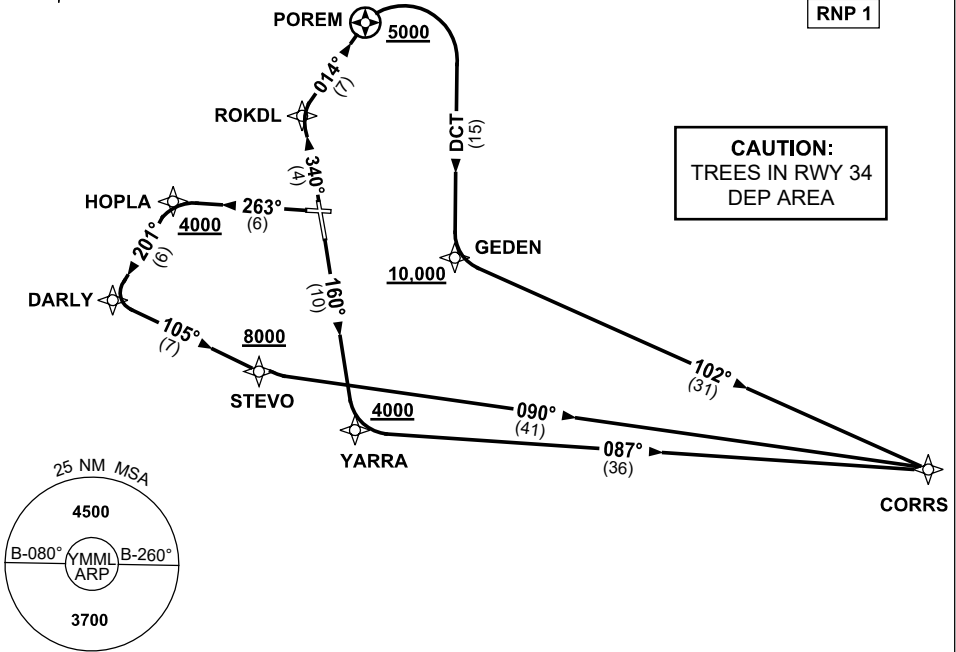 RNP 1
POREM
5000
014°
(7)
ROKDL
DCT
(15)
CAUTION:
TREES IN RWY 34
DEP AREA
340°
(4)
HOPLA
4000
263°
(6)
201°
(6)
GEDEN
10,000
160°
(10)
DARLY
105°
(7)
8000
STEVO
102°
(31)
4000
YARRA
090°
(41)
087°
(36)
CORRS
25 NM MSA
4500
B-080°
YMML
ARP
B-260°
3700